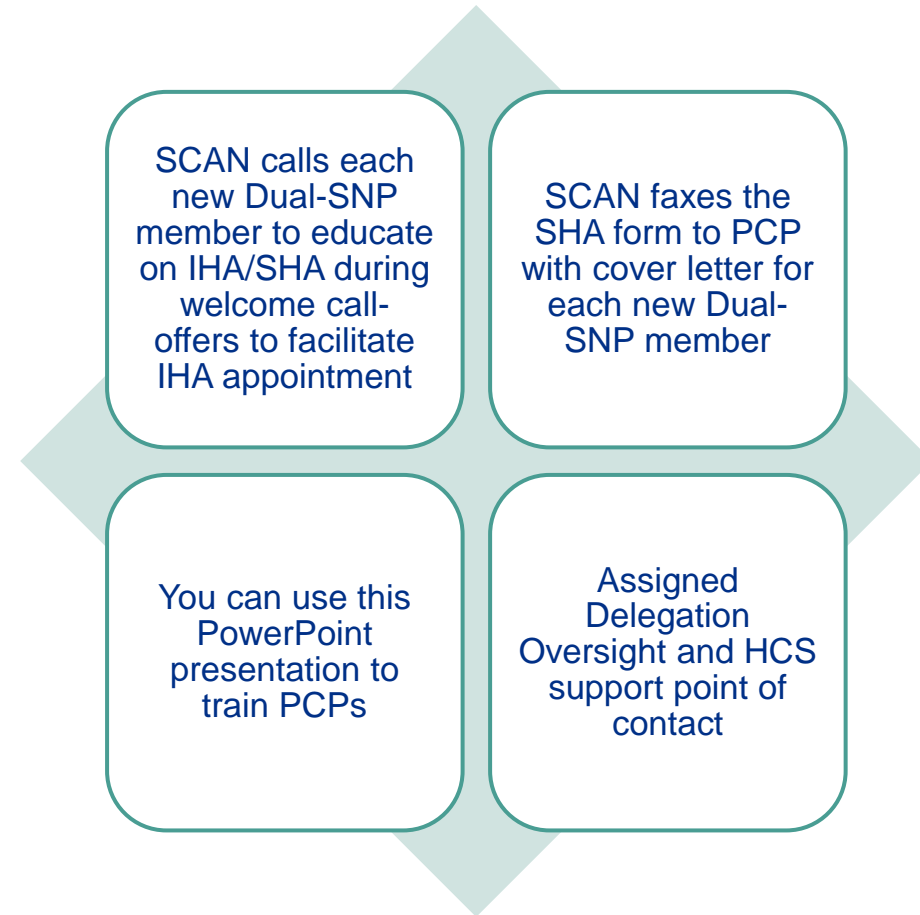 SCAN calls each
new Dual-SNP
member to educate
on IHA/SHA during
welcome call-
offers to facilitate
IHA appointment
SCAN faxes the
SHA form to PCP
with cover letter for
each new Dual-
SNP member
You can use this
PowerPoint
presentation to
train PCPs
Assigned
Delegation
Oversight and HCS
support point of
contact